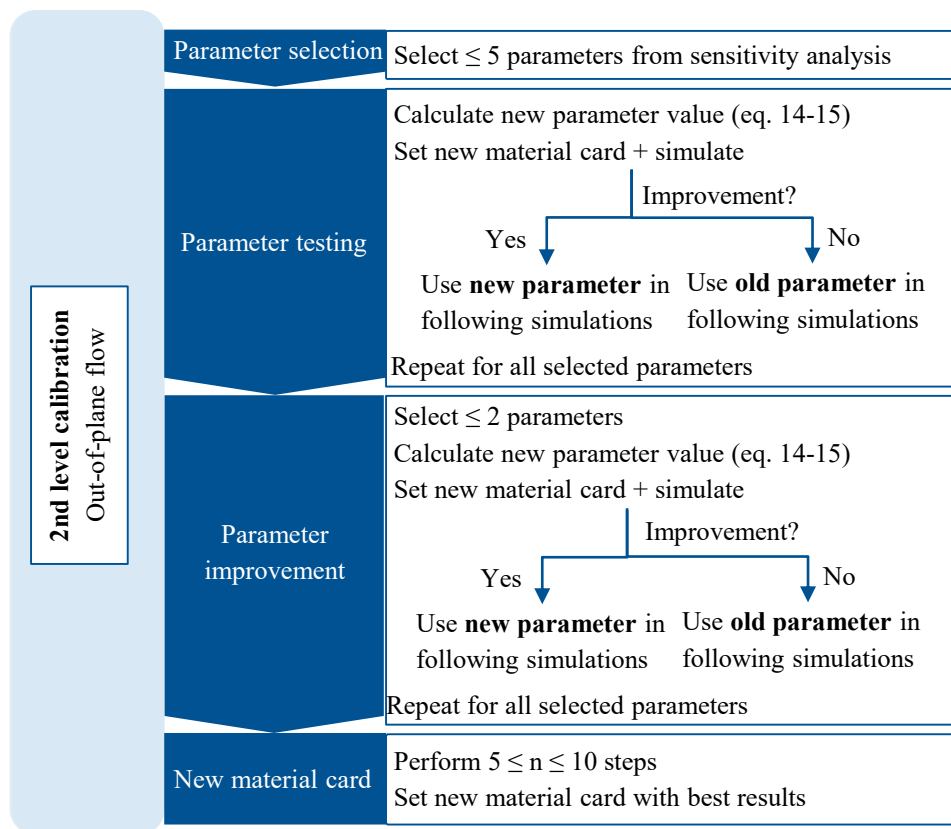 2nd level calibration
Out-of-plane flow
Parameter selection
Select ≤ 5 parameters from sensitivity analysis
Parameter testing
Calculate new parameter value (eq. 14-15)
Set new material card + simulate
Improvement?
Yes
No
Use new parameter in
following simulations
Use old parameter in
following simulations
Repeat for all selected parameters
Parameter
improvement
Select ≤ 2 parameters
Calculate new parameter value (eq. 14-15)
Set new material card + simulate
Improvement?
Yes
No
Use new parameter in
following simulations
Use old parameter in
following simulations
Repeat for all selected parameters
New material card
Perform 5 ≤ n ≤ 10 steps
Set new material card with best results